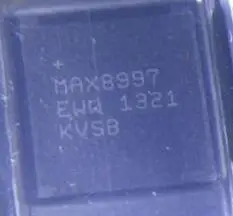 +
MAX8997
EWW 1321
KVSB